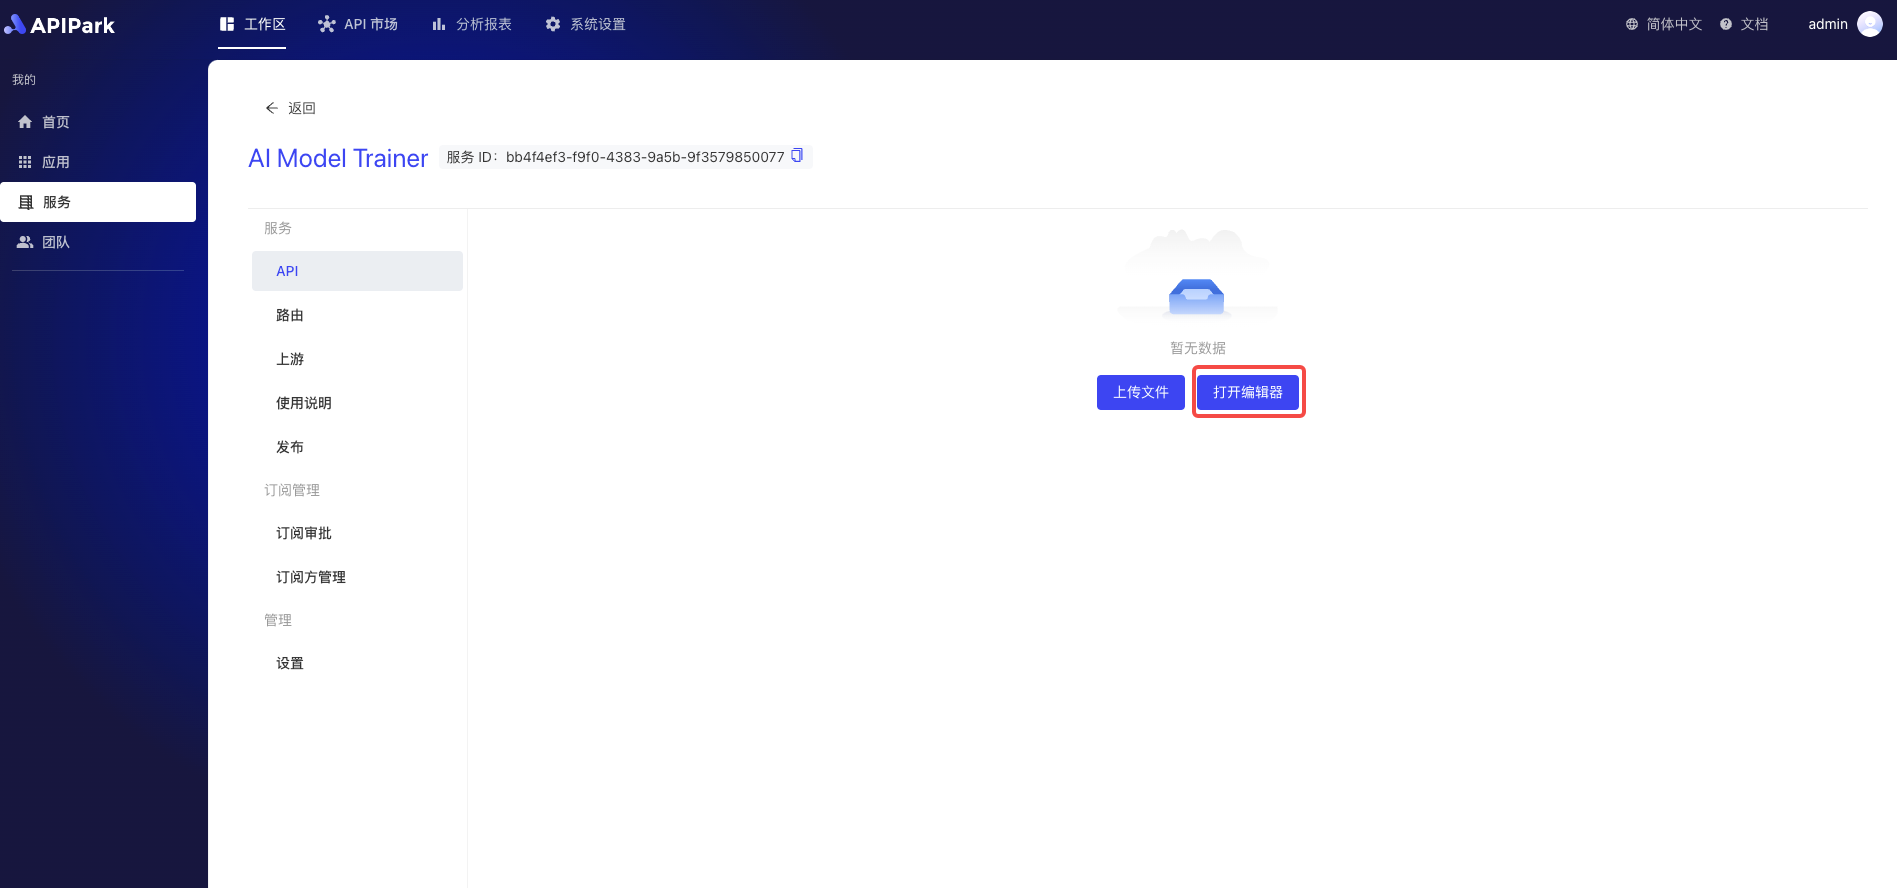 APIPark
工作区
API 市场
分析报表
系统设置
简体中文
文档
admin
我的
首页
应用
服务
团队
返回
AI Model Trainer
服务 ID：bb4f4ef3-f9f0-4383-9a5b-9f3579850077
服务
API
路由
上游
使用说明
发布
订阅管理
订阅审批
订阅方管理
管理
设置
暂无数据
上传文件
打开编辑器